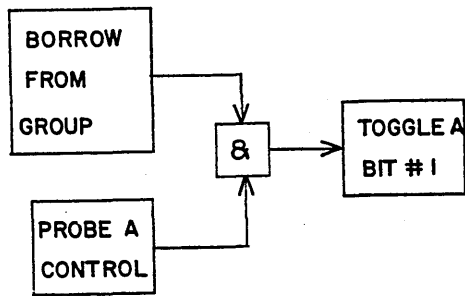 BORROW
FROM
GROUP
&
TOGGLE A
BIT # 1
PROBE A
CONTROL